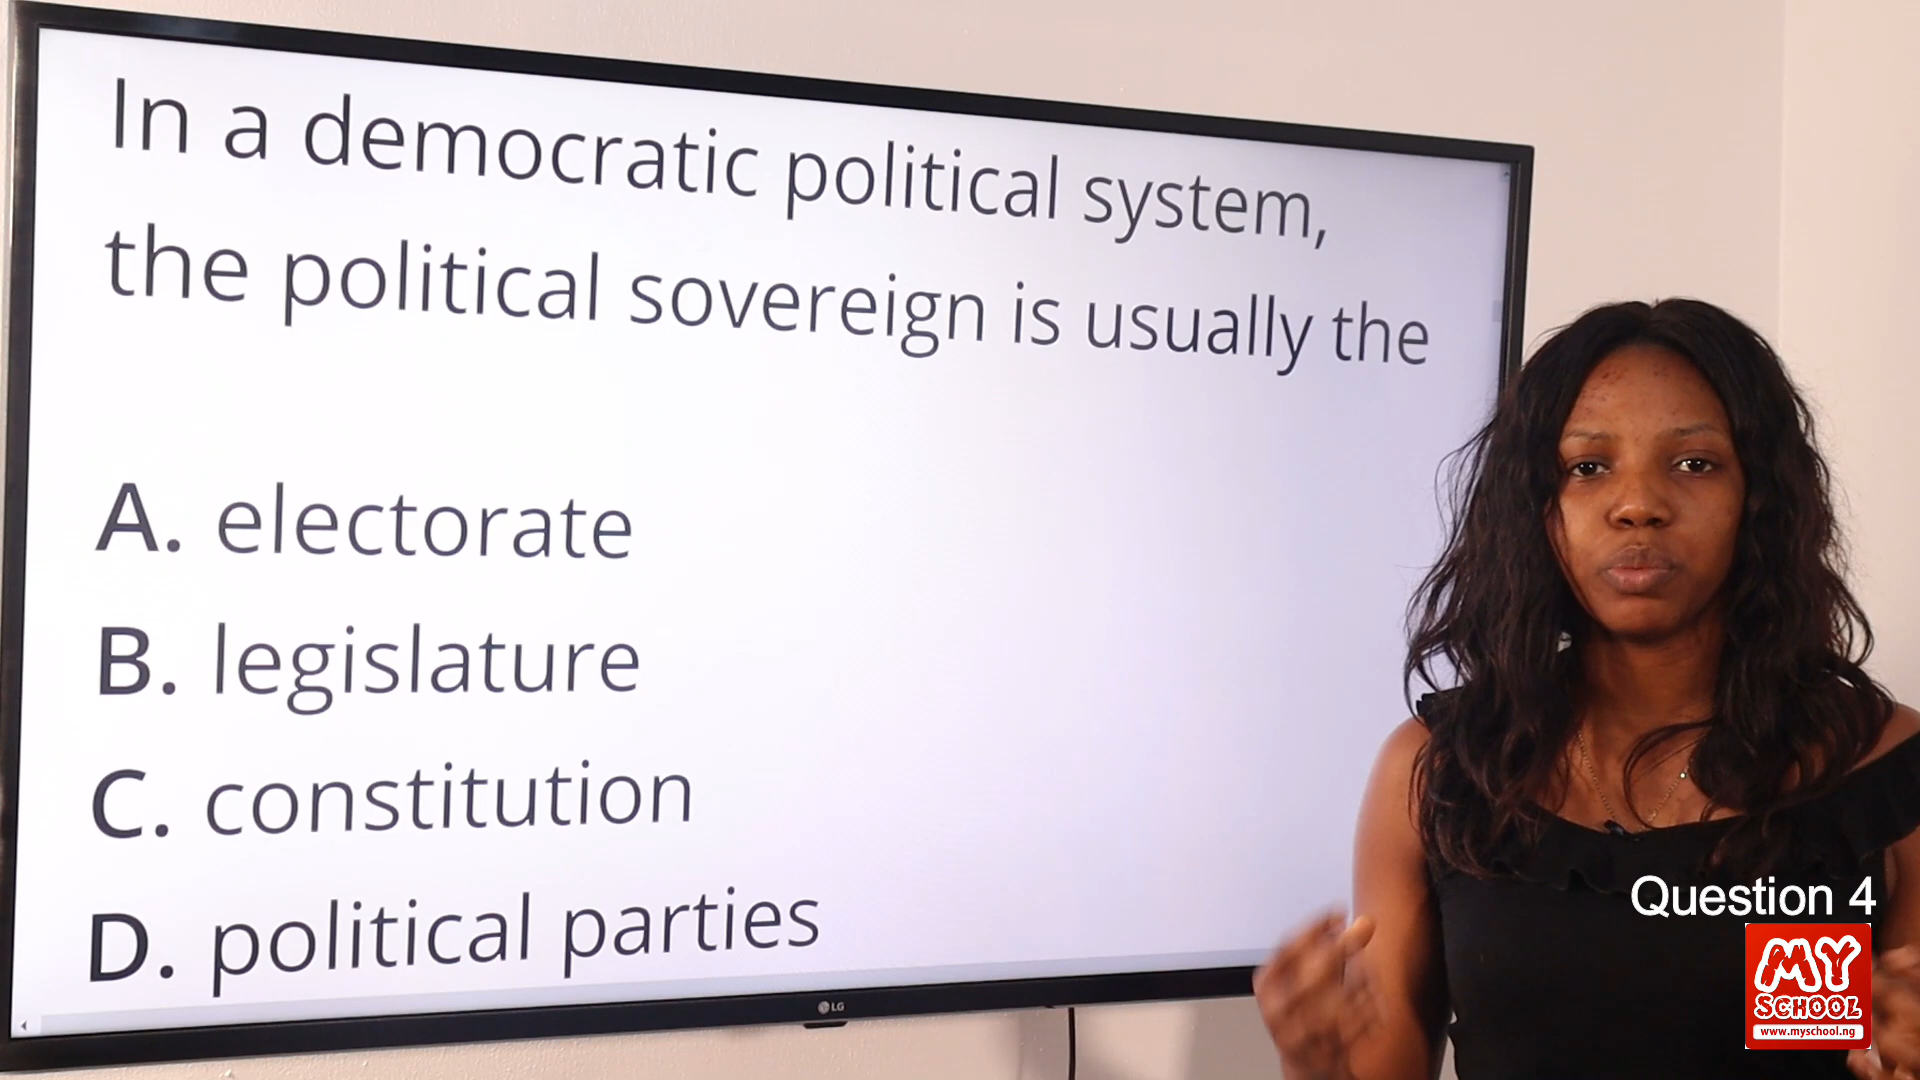 In a democratic political system,
the political sovereign is usually the
A. electorate
B. legislature
C. constitution
D. political parties
LG
Question 4
MY
SCHOOL
www.myschool.ng